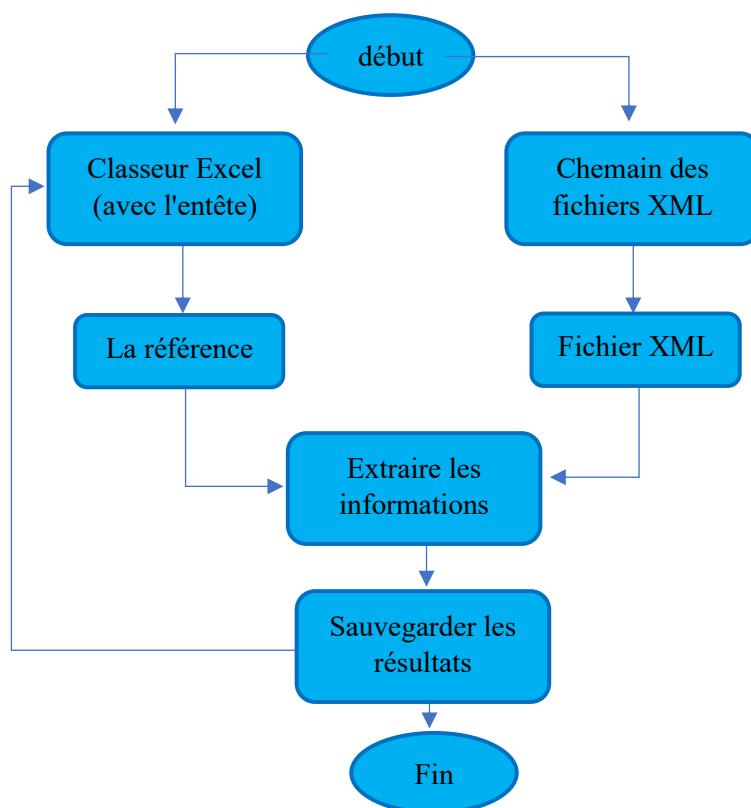 début
Classeur Excel
(avec l'entête)
Chemain des
fichiers XML
La référence
Fichier XML
Extraire les
informations
Sauvegarder les
résultats
Fin